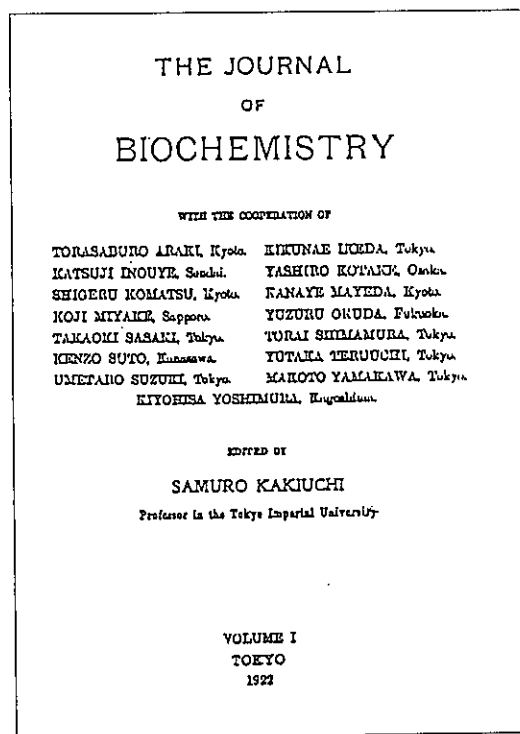 THE JOURNAL
OF
BIOCHEMISTRY
WITH THE COOPERATION OF
TORASABURO ARAKI, Kyoto. KIKUNAE IKEDA, Tokyo.
KATSUJI INOUYE, Sendai. YASHIRO KOTAKE, Osaka.
SHIGERU KOMATSU, Kyoto. KANAYE MAYEDA, Kyoto.
KOJI MIYAKE, Sapporo. YUZURU OKUDA, Fukuoka.
TAKAOKI SASAKI, Tokyo. TORAI SHIMAMURA, Tokyo.
KENZO SUTO, Kanasawa. YUTAKA TERUUCHI, Tokyo.
UMETARO SUZUKI, Tokyo. MAKOTO YAMAKAWA, Tokyo.
KIYOHISA YOSHIMURA, Kagoshima.
EDITED BY
SAMURO KAKIUCHI
Professor in the Tokyo Imperial University
VOLUME I
TOKYO
1922